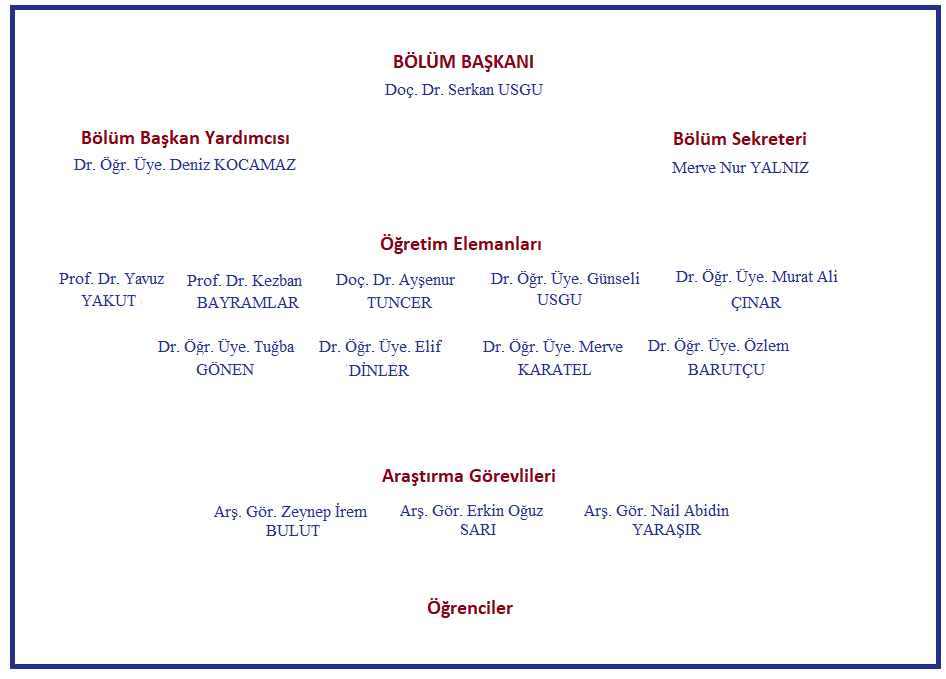 BÖLÜM BAŞKANI
Doç. Dr. Serkan USGU
Bölüm Başkan Yardımcısı
Dr. Öğr. Üye. Deniz KOCAMAZ
Bölüm Sekreteri
Merve Nur YALNIZ
Öğretim Elemanları
Prof. Dr. Yavuz
YAKUT
Prof. Dr. Kezban
BAYRAMLAR
Doç. Dr. Ayşenur
TUNCER
Dr. Öğr. Üye. Günseli
USGU
Dr. Öğr. Üye. Murat Ali
ÇINAR
Dr. Öğr. Üye. Tuğba
GÖNEN
Dr. Öğr. Üye. Elif
DİNLER
Dr. Öğr. Üye. Merve
KARATEL
Dr. Öğr. Üye. Özlem
BARUTÇU
Araştırma Görevlileri
Arş. Gör. Zeynep İrem
BULUT
Arş. Gör. Erkin Oğuz
SARI
Arş. Gör. Nail Abidin
YARAŞIR
Öğrenciler